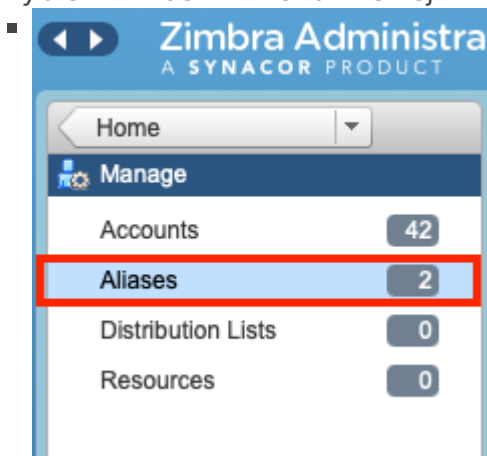 Zimbra Administra
A SYNACOR PRODUCT
Home
Manage
Accounts 42
Aliases 2
Distribution Lists 0
Resources 0